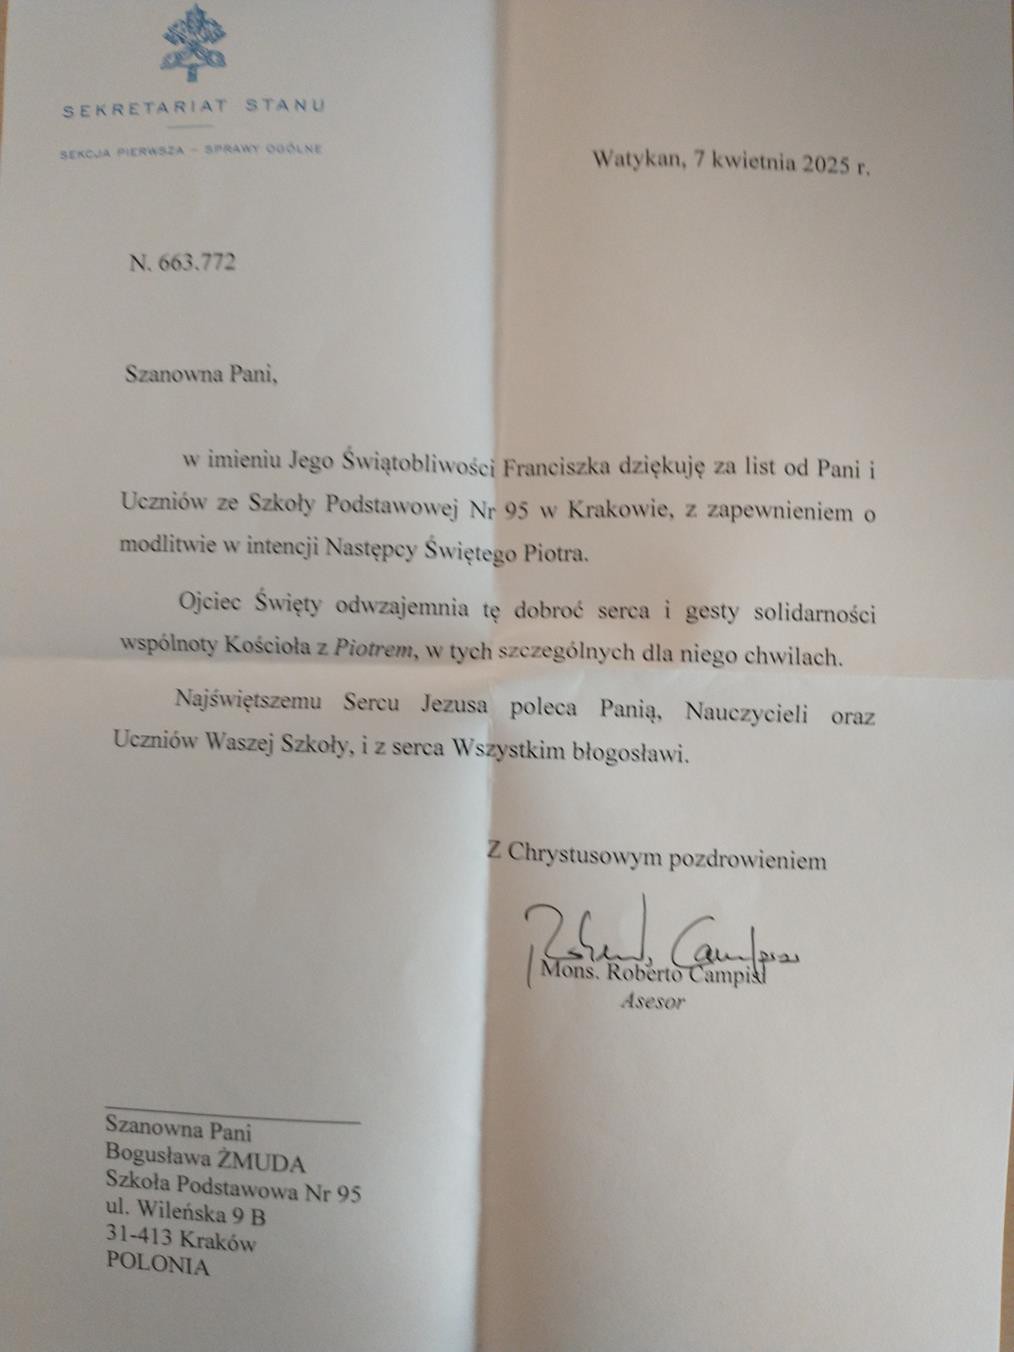 SEKRETARIAT STANU
SEKCJA PIERWSZA – SPRAWY OGÓLNE
Watykan, 7 kwietnia 2025 r.
N. 663.772
Szanowna Pani,
w imieniu Jego Świątobliwości Franciszka dziękuję za list od Pani i
Uczniów ze Szkoły Podstawowej Nr 95 w Krakowie, z zapewnieniem o
modlitwie w intencji Następcy Świętego Piotra.
Ojciec Święty odwzajemnia tę dobroć serca i gesty solidarności
wspólnoty Kościoła z Piotrem, w tych szczególnych dla niego chwilach.
Najświętszemu Sercu Jezusa poleca Panią, Nauczycieli oraz
Uczniów Waszej Szkoły, i z serca Wszystkim błogosławi.
Z Chrystusowym pozdrowieniem
Roberto Campisi
Mons. Roberto Campisi
Asesor
Szanowna Pani
Bogusława ŻMUDA
Szkoła Podstawowa Nr 95
ul. Wileńska 9 B
31-413 Kraków
POLONIA